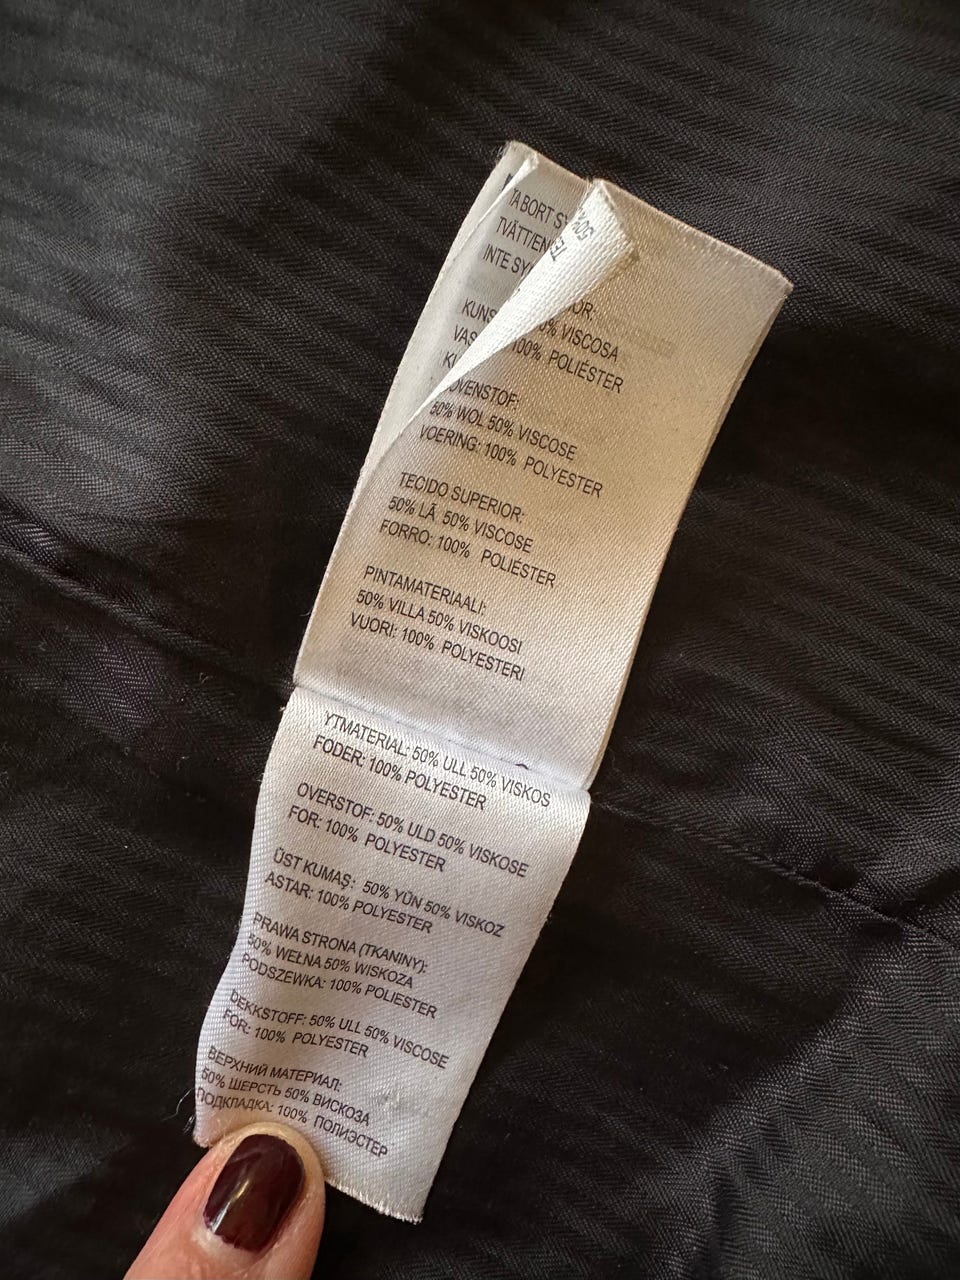 TA BORT
TVÄTT/EN
INTE
VISCOSA
100% POLIÉSTER
50% WOL 50% VISCOSE
VOERING: 100% POLYESTER
TECIDO SUPERIOR:
50% LÃ 50% VISCOSE
FORRO: 100% POLIÉSTER
PINTAMATERIAALI:
50% VILLA 50% VISKOOSI
VUORI: 100% POLYESTERI
YTMATERIAL: 50% ULL 50% VISKOS
FODER: 100% POLYESTER
OVERSTOF: 50% ULD 50% VISKOSE
FOR: 100% POLYESTER
ÜST KUMAŞ: 50% YÜN 50% VISKOZ
ASTAR: 100% POLYESTER
PRAWA STRONA (TKANINY):
50% WEŁNA 50% WISKOZA
PODSZEWKA: 100% POLIESTER
DEKKSTOFF: 50% ULL 50% VISCOSE
FOR: 100% POLYESTER
ВЕРХНИЙ МАТЕРИАЛ:
50% ШЕРСТЬ 50% ВИСКОЗА
ПОДКЛАДКА: 100% ПОЛИЭСТЕР